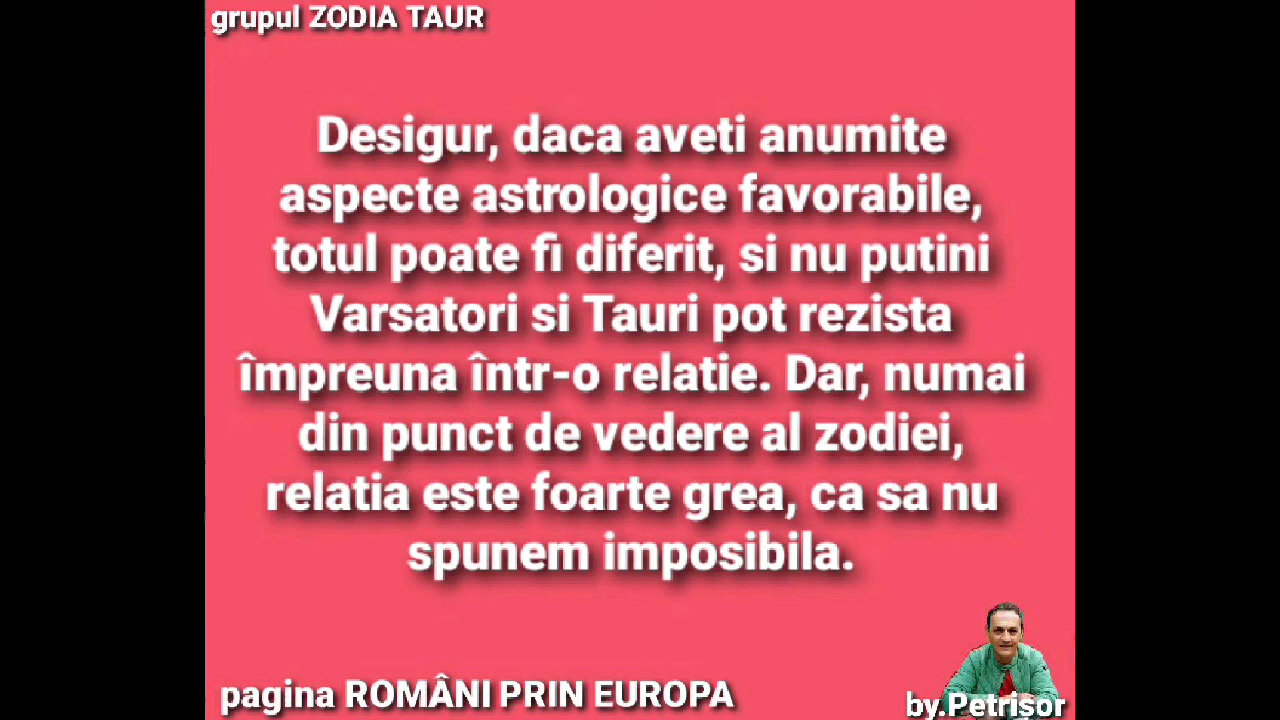 grupul ZODIA TAUR
Desigur, daca aveti anumite
aspecte astrologice favorabile,
totul poate fi diferit, si nu putini
Varsatori si Tauri pot rezista
împreuna într-o relatie. Dar, numai
din punct de vedere al zodiei,
relatia este foarte grea, ca sa nu
spunem imposibila.
pagina ROMÂNI PRIN EUROPA
by.Petrișor